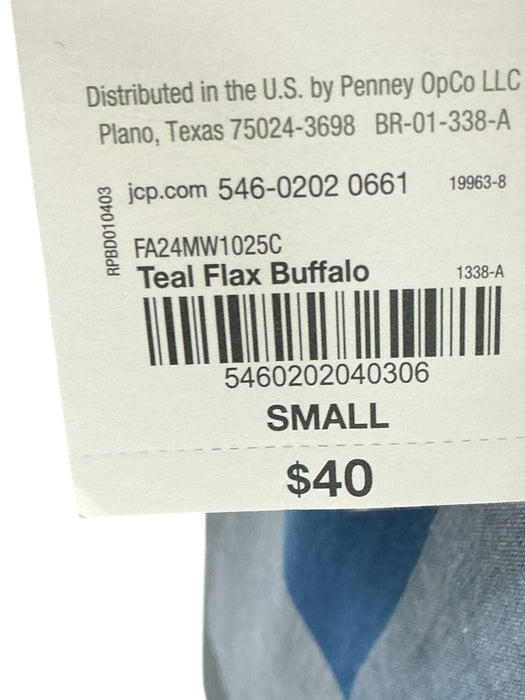 Distributed in the U.S. by Penney OpCo LLC
Plano, Texas 75024-3698 BR-01-338-A
jcp.com 546-0202 0661 19963-8
RPBD010403
FA24MW1025C
Teal Flax Buffalo 1338-A
5460202040306
SMALL
$40